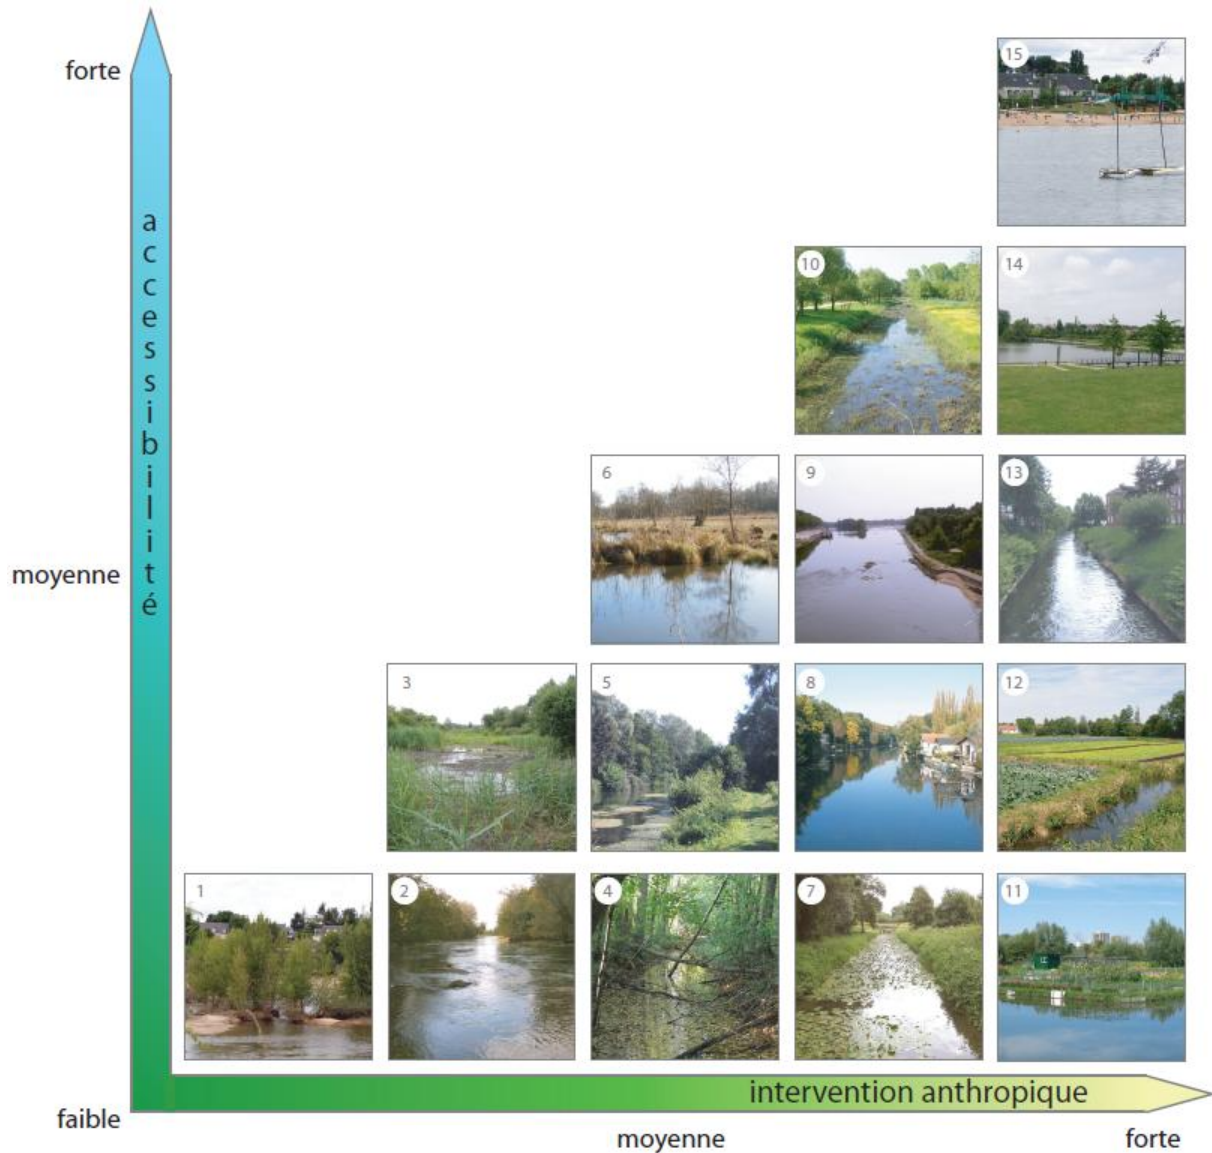 forte
15
accessibilité
10
14
6
9
13
moyenne
3
5
8
12
1
2
4
7
11
intervention anthropique
faible
moyenne
forte